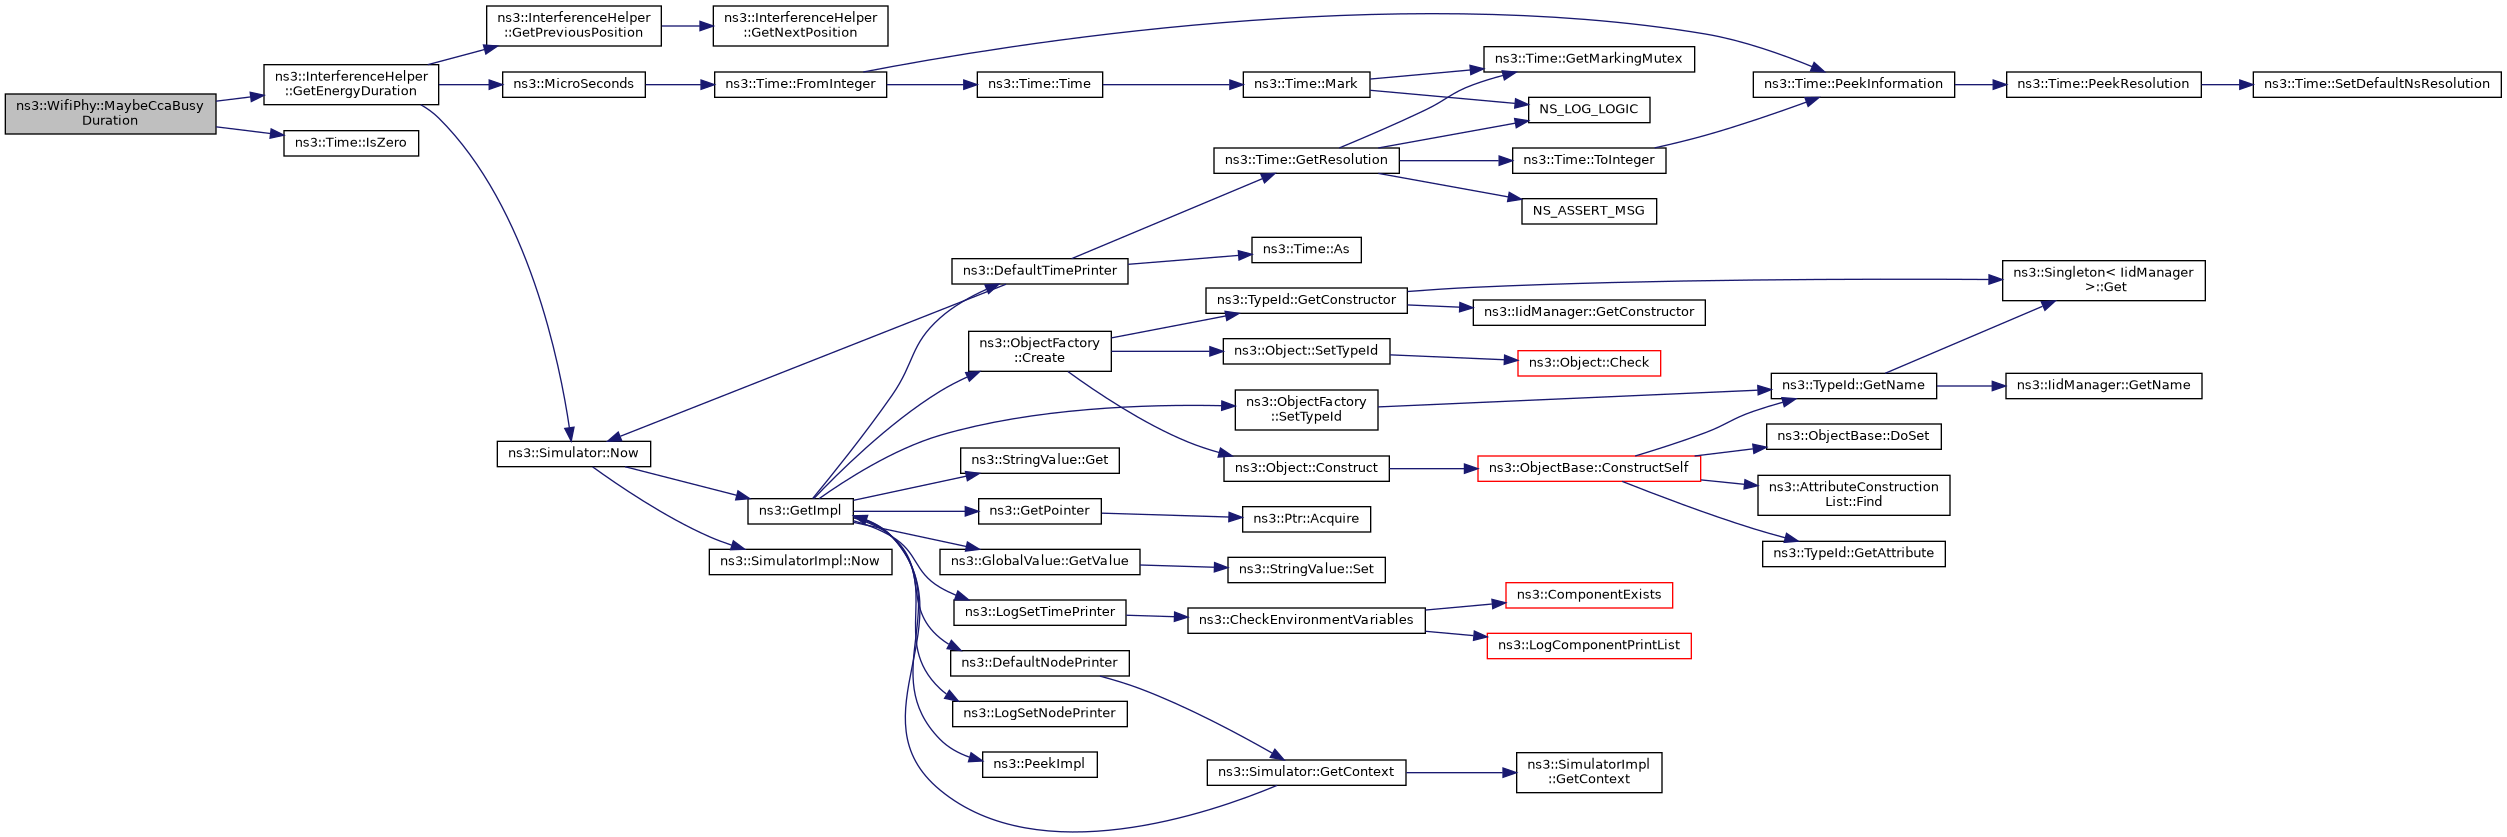 ns3::WifiPhy::MaybeCcaBusy
Duration
ns3::InterferenceHelper
::GetEnergyDuration
ns3::Time::IsZero
ns3::InterferenceHelper
::GetPreviousPosition
ns3::InterferenceHelper
::GetNextPosition
ns3::MicroSeconds
ns3::Time::FromInteger
ns3::Time::Time
ns3::Time::Mark
ns3::Time::GetMarkingMutex
NS_LOG_LOGIC
ns3::Time::PeekInformation
ns3::Time::PeekResolution
ns3::Time::SetDefaultNsResolution
ns3::Time::GetResolution
ns3::Time::ToInteger
NS_ASSERT_MSG
ns3::DefaultTimePrinter
ns3::Time::As
ns3::TypeId::GetConstructor
ns3::Singleton< IidManager
>::Get
ns3::IidManager::GetConstructor
ns3::ObjectFactory
::Create
ns3::Object::SetTypeId
ns3::Object::Check
ns3::ObjectFactory
::SetTypeId
ns3::TypeId::GetName
ns3::IidManager::GetName
ns3::Simulator::Now
ns3::StringValue::Get
ns3::Object::Construct
ns3::ObjectBase::ConstructSelf
ns3::ObjectBase::DoSet
ns3::AttributeConstruction
List::Find
ns3::TypeId::GetAttribute
ns3::GetImpl
ns3::GetPointer
ns3::Ptr::Acquire
ns3::SimulatorImpl::Now
ns3::GlobalValue::GetValue
ns3::StringValue::Set
ns3::LogSetTimePrinter
ns3::CheckEnvironmentVariables
ns3::ComponentExists
ns3::LogComponentPrintList
ns3::DefaultNodePrinter
ns3::LogSetNodePrinter
ns3::PeekImpl
ns3::Simulator::GetContext
ns3::SimulatorImpl
::GetContext